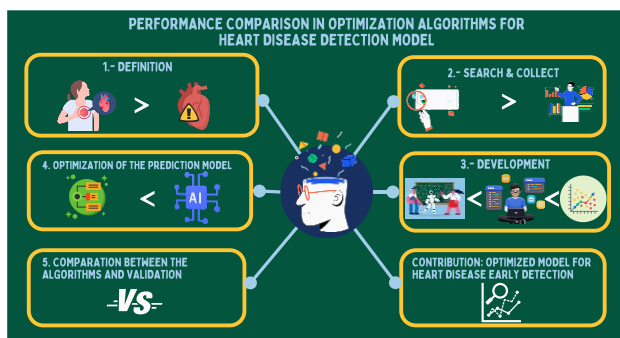 PERFORMANCE COMPARISON IN OPTIMIZATION ALGORITHMS FOR
HEART DISEASE DETECTION MODEL
1.- DEFINITION
>
2.- SEARCH & COLLECT
>
4. OPTIMIZATION OF THE PREDICTION MODEL
<
AI
3.- DEVELOPMENT
<
<
5. COMPARATION BETWEEN THE
ALGORITHMS AND VALIDATION
VS
CONTRIBUTION: OPTIMIZED MODEL FOR
HEART DISEASE EARLY DETECTION